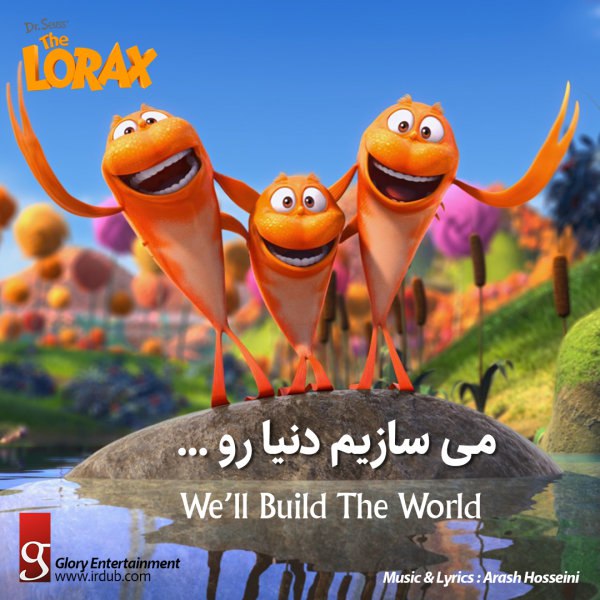 Dr. Seuss'
The
LORAX
می سازیم دنیا رو ...
We'll Build The World
g
Glory Entertainment
www.irdub.com
Music & Lyrics : Arash Hosseini